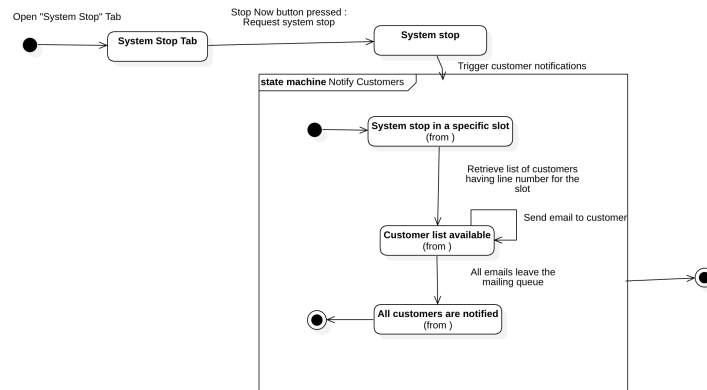 Open "System Stop" Tab
Stop Now button pressed :
Request system stop
System Stop Tab
System stop
Trigger customer notifications
state machine Notify Customers
System stop in a specific slot
(from )
Retrieve list of customers
having line number for the
slot
Send email to customer
Customer list available
(from )
All emails leave the
mailing queue
All customers are notified
(from )